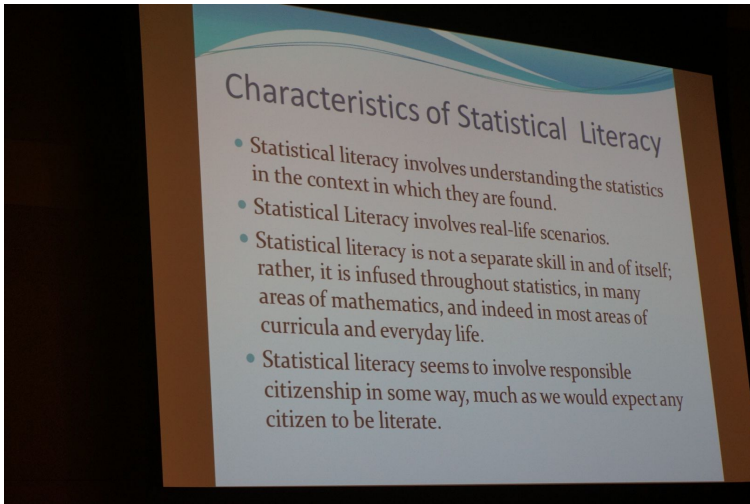 Characteristics of Statistical Literacy
• Statistical literacy involves understanding the statistics
in the context in which they are found.
• Statistical Literacy involves real-life scenarios.
• Statistical literacy is not a separate skill in and of itself;
rather, it is infused throughout statistics, in many
areas of mathematics, and indeed in most areas of
curricula and everyday life.
• Statistical literacy seems to involve responsible
citizenship in some way, much as we would expect any
citizen to be literate.